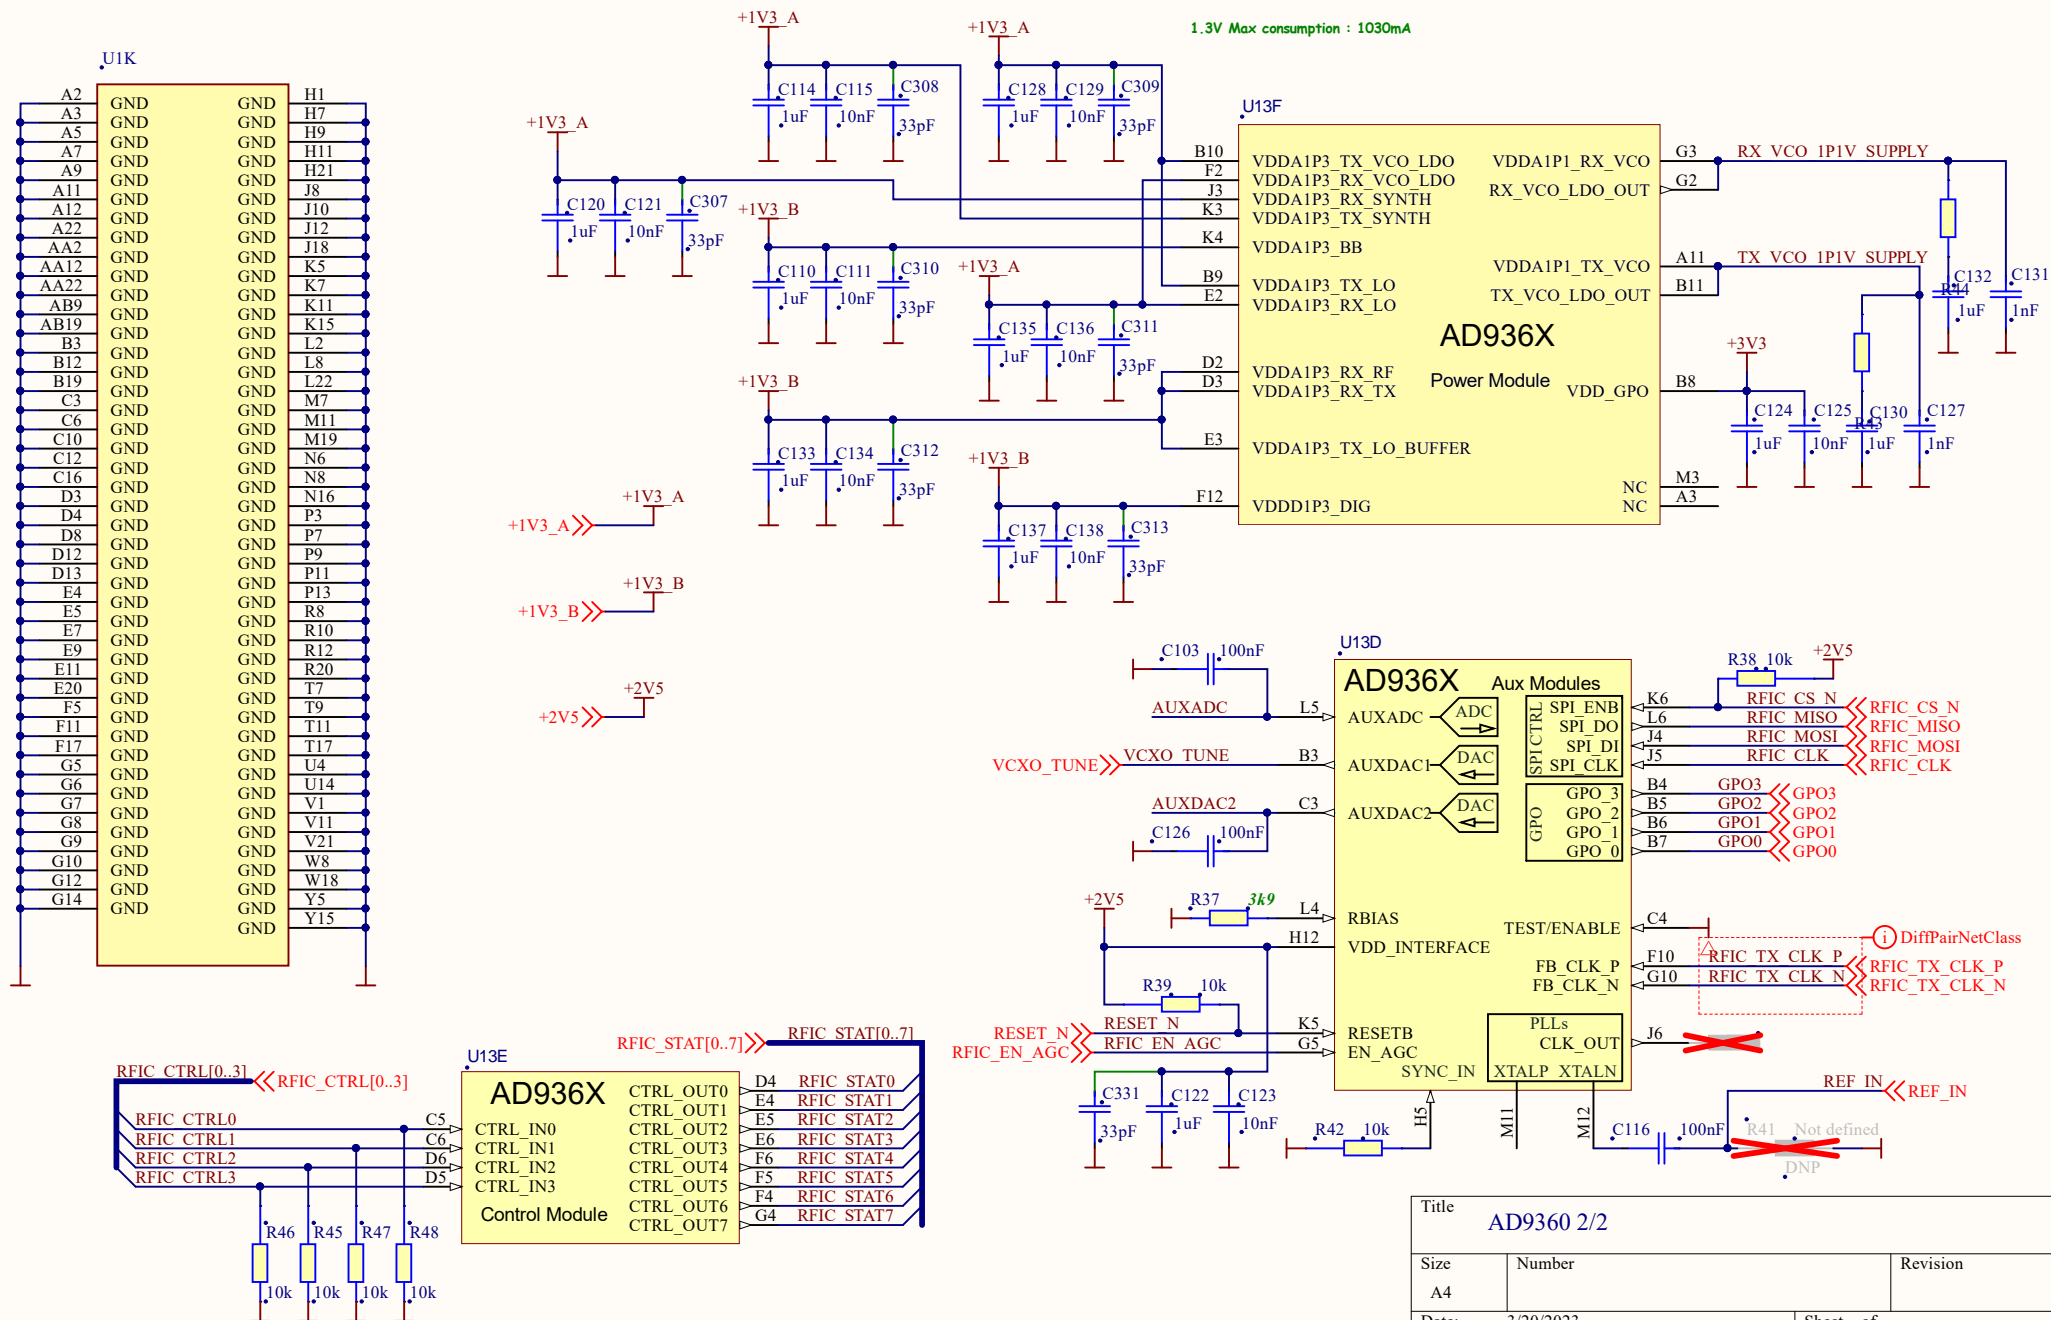 1.3V Max consumption : 1030mA
U1K
A2 GND GND H1
A3 GND GND H7
A5 GND GND H9
A7 GND GND H11
A9 GND GND H21
A11 GND GND J8
A12 GND GND J10
A22 GND GND J12
AA2 GND GND J18
AA12 GND GND K5
AA22 GND GND K7
AB9 GND GND K11
AB19 GND GND K15
B3 GND GND L2
B12 GND GND L8
B19 GND GND L22
C3 GND GND M7
C6 GND GND M11
C10 GND GND M19
C12 GND GND N6
C16 GND GND N8
D3 GND GND N16
D4 GND GND P3
D8 GND GND P7
D12 GND GND P9
D13 GND GND P11
E4 GND GND P13
E5 GND GND R8
E7 GND GND R10
E9 GND GND R12
E11 GND GND R20
E20 GND GND T7
F5 GND GND T9
F11 GND GND T11
F17 GND GND T17
G5 GND GND U4
G6 GND GND U14
G7 GND GND V1
G8 GND GND V11
G9 GND GND V21
G10 GND GND W8
G12 GND GND W18
G14 GND GND Y5
GND Y15
+1V3_A
C114 C115 C308
1uF 10nF 33pF
+1V3_A
C128 C129 C309
1uF 10nF 33pF
+1V3_A
C120 C121 C307
1uF 10nF 33pF
+1V3_B
C110 C111 C310
1uF 10nF 33pF
+1V3_A
C135 C136 C311
1uF 10nF 33pF
+1V3_B
C133 C134 C312
1uF 10nF 33pF
+1V3_B
C137 C138 C313
1uF 10nF 33pF
+1V3_A +1V3_A
+1V3_B +1V3_B
+2V5 +2V5
U13F
B10 VDDA1P3_TX_VCO_LDO
F2 VDDA1P3_RX_VCO_LDO
J3 VDDA1P3_RX_SYNTH
K3 VDDA1P3_TX_SYNTH
K4 VDDA1P3_BB
B9 VDDA1P3_TX_LO
E2 VDDA1P3_RX_LO
D2 VDDA1P3_RX_RF
D3 VDDA1P3_RX_TX
E3 VDDA1P3_TX_LO_BUFFER
F12 VDDD1P3_DIG
AD936X
Power Module
VDDA1P1_RX_VCO G3 RX_VCO_1P1V_SUPPLY
RX_VCO_LDO_OUT G2
VDDA1P1_TX_VCO A11 TX_VCO_1P1V_SUPPLY
TX_VCO_LDO_OUT B11
VDD_GPO B8
NC M3
NC A3
R44 C132 C131
1uF 1nF
+3V3
C124 C125 R43 C130 C127
1uF 10nF 1uF 1nF
U13D
AD936X
Aux Modules
C103 100nF
AUXADC L5 AUXADC ADC
VCXO_TUNE VCXO_TUNE B3 AUXDAC1 DAC
AUXDAC2 C3 AUXDAC2 DAC
C126 100nF
+2V5
R37 3k9 L4 RBIAS
H12 VDD_INTERFACE
R39 10k
RESET_N RESET_N K5 RESETB
RFIC_EN_AGC RFIC_EN_AGC G5 EN_AGC
C331 C122 C123
33pF 1uF 10nF
R42 10k H5 SYNC_IN
SPI CTRL
R38 10k +2V5
SPI_ENB K6 RFIC_CS_N RFIC_CS_N
SPI_DO L6 RFIC_MISO RFIC_MISO
SPI_DI J4 RFIC_MOSI RFIC_MOSI
SPI_CLK J5 RFIC_CLK RFIC_CLK
GPO
GPO_3 B4 GPO3 GPO3
GPO_2 B5 GPO2 GPO2
GPO_1 B6 GPO1 GPO1
GPO_0 B7 GPO0 GPO0
TEST/ENABLE C4
i DiffPairNetClass
FB_CLK_P F10 RFIC_TX_CLK_P RFIC_TX_CLK_P
FB_CLK_N G10 RFIC_TX_CLK_N RFIC_TX_CLK_N
PLLs
CLK_OUT J6
XTALP XTALN
M11 M12
REF_IN REF_IN
C116 100nF R41 Not defined
DNP
RFIC_STAT[0..7] RFIC_STAT[0..7]
U13E
AD936X
Control Module
RFIC_CTRL[0..3] RFIC_CTRL[0..3]
RFIC_CTRL0 C5 CTRL_IN0
RFIC_CTRL1 C6 CTRL_IN1
RFIC_CTRL2 D6 CTRL_IN2
RFIC_CTRL3 D5 CTRL_IN3
CTRL_OUT0 D4 RFIC_STAT0
CTRL_OUT1 E4 RFIC_STAT1
CTRL_OUT2 E5 RFIC_STAT2
CTRL_OUT3 E6 RFIC_STAT3
CTRL_OUT4 F6 RFIC_STAT4
CTRL_OUT5 F5 RFIC_STAT5
CTRL_OUT6 F4 RFIC_STAT6
CTRL_OUT7 G4 RFIC_STAT7
R46 R45 R47 R48
10k 10k 10k 10k
Title
AD9360 2/2
Size Number Revision
A4
Date: 3/20/2023 Sheet of